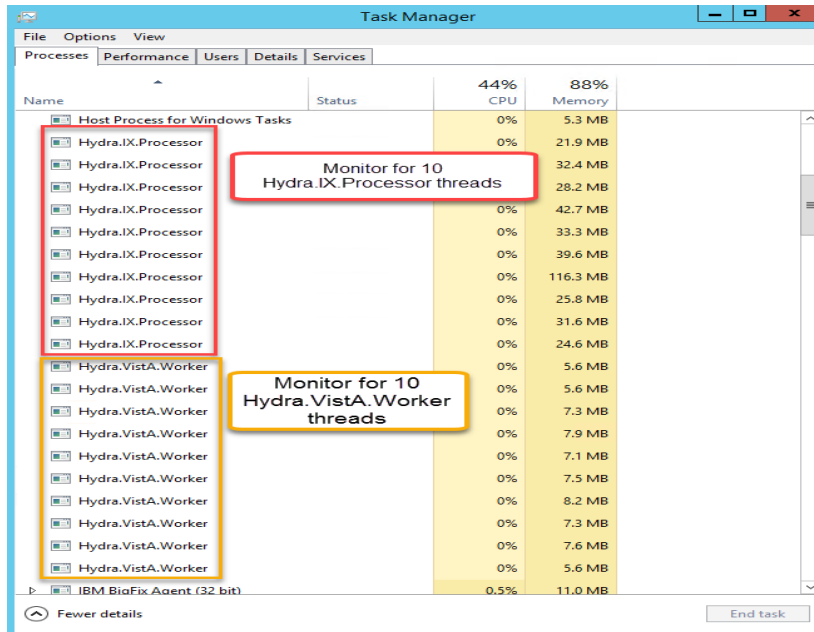 Task Manager
File Options View
Processes Performance Users Details Services
44% 88%
Name Status CPU Memory
Host Process for Windows Tasks 0% 5.3 MB
Hydra.IX.Processor 0% 21.9 MB
Hydra.IX.Processor 32.4 MB
Hydra.IX.Processor 28.2 MB
Hydra.IX.Processor 0% 42.7 MB
Hydra.IX.Processor 0% 33.3 MB
Hydra.IX.Processor 0% 39.6 MB
Hydra.IX.Processor 0% 116.3 MB
Hydra.IX.Processor 0% 25.8 MB
Hydra.IX.Processor 0% 31.6 MB
Hydra.IX.Processor 0% 24.6 MB
Monitor for 10
Hydra.IX.Processor threads
Hydra.VistA.Worker 0% 5.6 MB
Hydra.VistA.Worker 0% 5.6 MB
Hydra.VistA.Worker 0% 7.3 MB
Hydra.VistA.Worker 0% 7.9 MB
Hydra.VistA.Worker 0% 7.1 MB
Hydra.VistA.Worker 0% 7.5 MB
Hydra.VistA.Worker 0% 8.2 MB
Hydra.VistA.Worker 0% 7.3 MB
Hydra.VistA.Worker 0% 7.6 MB
Hydra.VistA.Worker 0% 5.6 MB
Monitor for 10
Hydra.VistA.Worker
threads
IBM BigFix Agent (32 bit) 0.5% 11.0 MB
Fewer details End task